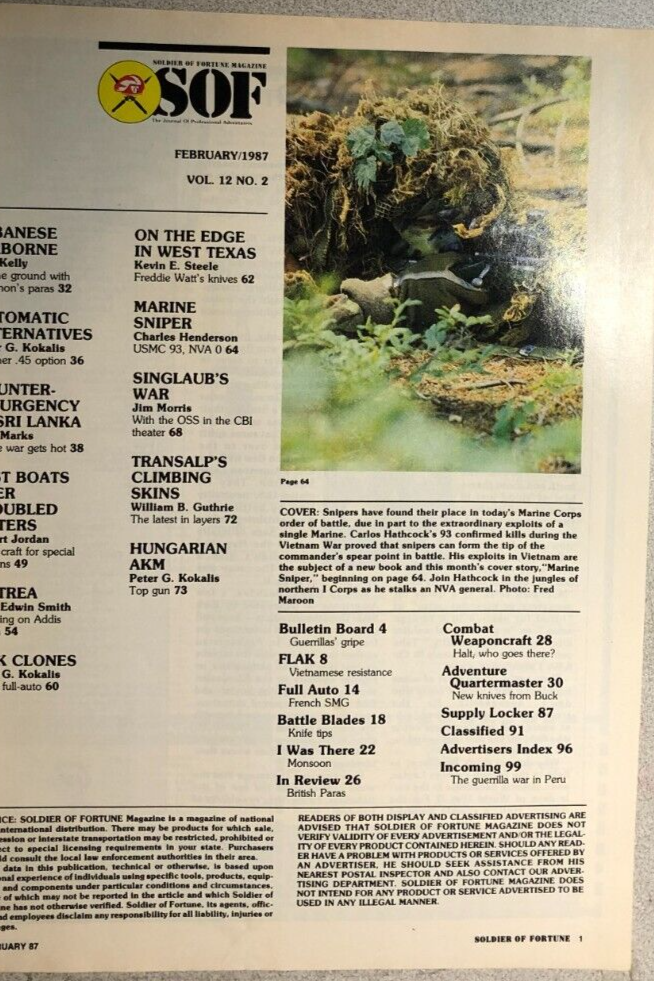 SOLDIER OF FORTUNE MAGAZINE
SOF
The Journal Of Professional Adventurers
FEBRUARY/1987
VOL. 12 NO. 2
BANESE
BORNE
Kelly
e ground with
non's paras 32
TOMATIC
TERNATIVES
G. Kokalis
er .45 option 36
UNTER-
URGENCY
SRI LANKA
Marks
e war gets hot 38
T BOATS
ER
OUBLED
TERS
rt Jordan
craft for special
ns 49
TREA
Edwin Smith
ing on Addis
54
K CLONES
G. Kokalis
full-auto 60
ON THE EDGE
IN WEST TEXAS
Kevin E. Steele
Freddie Watt's knives 62
MARINE
SNIPER
Charles Henderson
USMC 93, NVA 0 64
SINGLAUB'S
WAR
Jim Morris
With the OSS in the CBI
theater 68
TRANSALP'S
CLIMBING
SKINS
William B. Guthrie
The latest in layers 72
HUNGARIAN
AKM
Peter G. Kokalis
Top gun 73
Page 64
COVER: Snipers have found their place in today's Marine Corps
order of battle, due in part to the extraordinary exploits of a
single Marine. Carlos Hathcock's 93 confirmed kills during the
Vietnam War proved that snipers can form the tip of the
commander's spear point in battle. His exploits in Vietnam are
the subject of a new book and this month's cover story,"Marine
Sniper," beginning on page 64. Join Hathcock in the jungles of
northern I Corps as he stalks an NVA general. Photo: Fred
Maroon
Bulletin Board 4
Guerrillas' gripe
FLAK 8
Vietnamese resistance
Full Auto 14
French SMG
Battle Blades 18
Knife tips
I Was There 22
Monsoon
In Review 26
British Paras
Combat
Weaponcraft 28
Halt, who goes there?
Adventure
Quartermaster 30
New knives from Buck
Supply Locker 87
Classified 91
Advertisers Index 96
Incoming 99
The guerrilla war in Peru
ICE: SOLDIER OF FORTUNE Magazine is a magazine of national
international distribution. There may be products for which sale,
ession or interstate transportation may be restricted, prohibited or
ct to special licensing requirements in your state. Purchasers
ld consult the local law enforcement authorities in their area.
data in this publication, technical or otherwise, is based upon
onal experience of individuals using specific tools, products, equip-
and components under particular conditions and circumstances,
of which may not be reported in the article and which Soldier of
ne has not otherwise verified. Soldier of Fortune, its agents, offic-
nd employees disclaim any responsibility for all liability, injuries or
ges.
READERS OF BOTH DISPLAY AND CLASSIFIED ADVERTISING ARE
ADVISED THAT SOLDIER OF FORTUNE MAGAZINE DOES NOT
VERIFY VALIDITY OF EVERY ADVERTISEMENT AND/OR THE LEGAL-
ITY OF EVERY PRODUCT CONTAINED HEREIN. SHOULD ANY READ-
ER HAVE A PROBLEM WITH PRODUCTS OR SERVICES OFFERED BY
AN ADVERTISER, HE SHOULD SEEK ASSISTANCE FROM HIS
NEAREST POSTAL INSPECTOR AND ALSO CONTACT OUR ADVER-
TISING DEPARTMENT. SOLDIER OF FORTUNE MAGAZINE DOES
NOT INTEND FOR ANY PRODUCT OR SERVICE ADVERTISED TO BE
USED IN ANY ILLEGAL MANNER.
UARY 87
SOLDIER OF FORTUNE 1